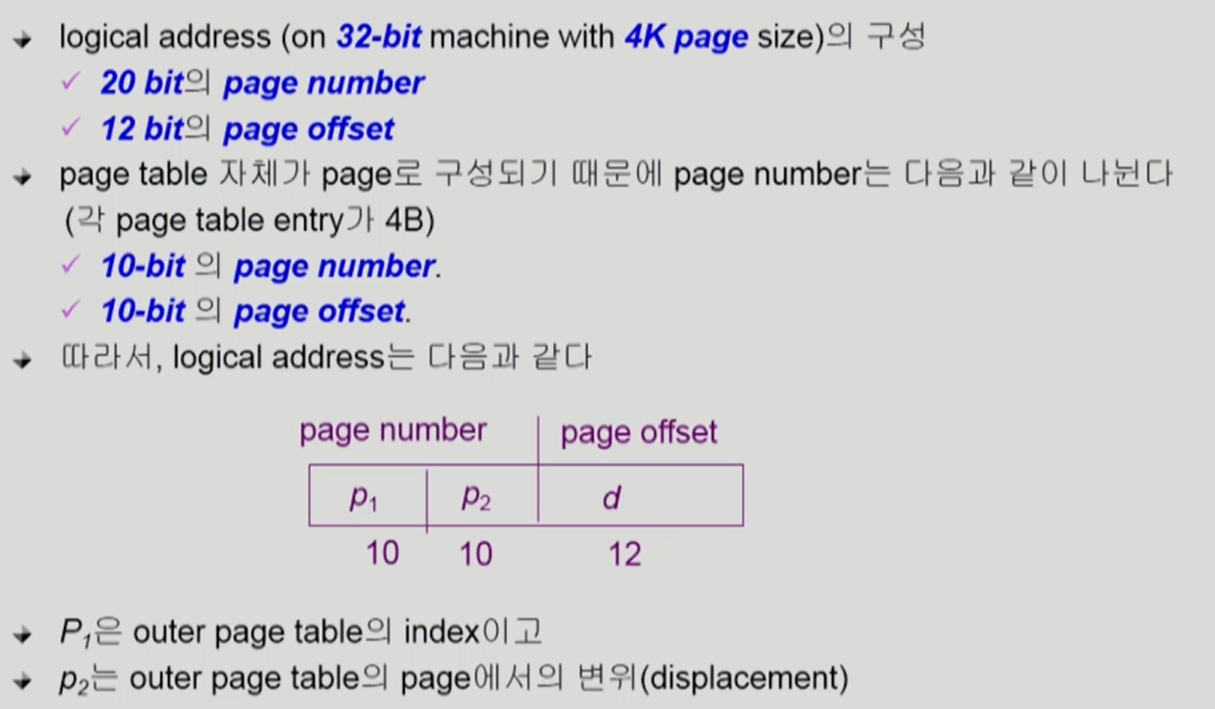 logical address (on 32-bit machine with 4K page size)의 구성
20 bit의 page number
12 bit의 page offset
page table 자체가 page로 구성되기 때문에 page number는 다음과 같이 나뉜다
(각 page table entry가 4B)
10-bit 의 page number.
10-bit 의 page offset.
따라서, logical address는 다음과 같다
page number page offset
p₁ p₂ d
10 10 12
P₁은 outer page table의 index이고
p₂는 outer page table의 page에서의 변위(displacement)